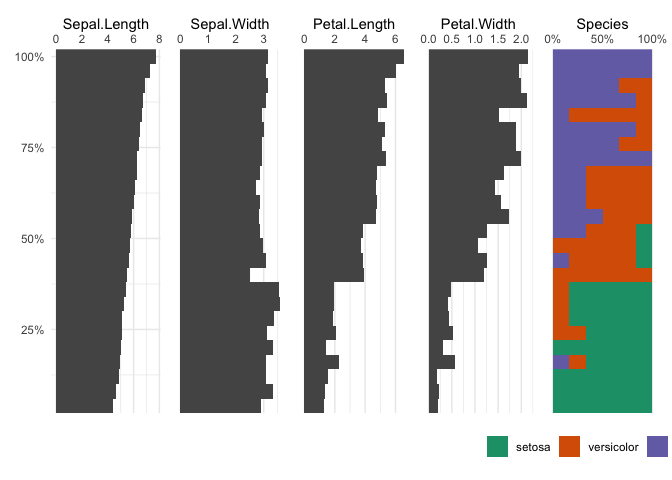 Sepal.Length Sepal.Width Petal.Length Petal.Width Species
0 2 4 6 8 0 1 2 3 0 2 4 6 0.0 0.5 1.0 1.5 2.0 0% 50% 100%
100%
75%
50%
25%
setosa versicolor